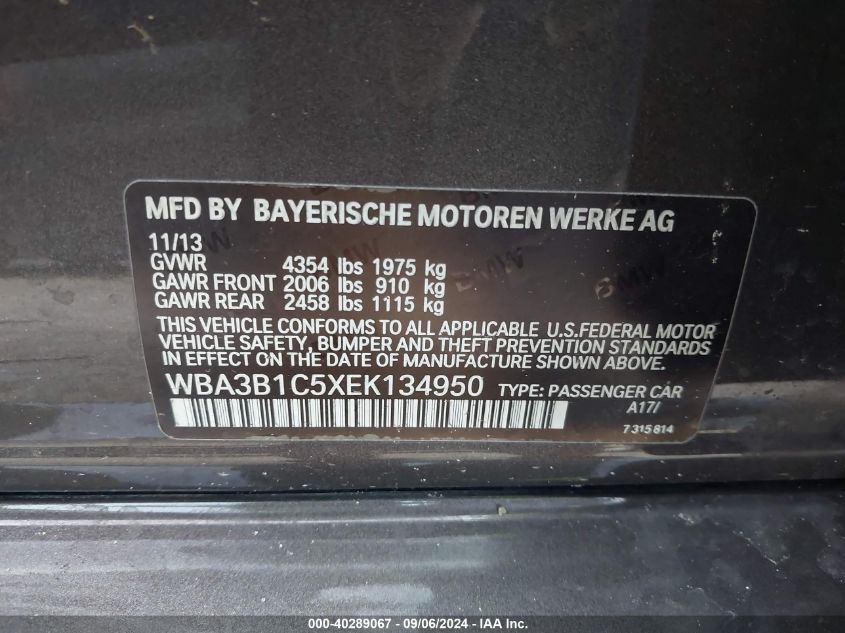 MFD BY BAYERISCHE MOTOREN WERKE AG
11/13
GVWR 4354 lbs 1975 kg
GAWR FRONT 2006 lbs 910 kg
GAWR REAR 2458 lbs 1115 kg
THIS VEHICLE CONFORMS TO ALL APPLICABLE U.S.FEDERAL MOTOR
VEHICLE SAFETY, BUMPER AND THEFT PREVENTION STANDARDS
IN EFFECT ON THE DATE OF MANUFACTURE SHOWN ABOVE.
WBA3B1C5XEK134950 TYPE: PASSENGER CAR
A17/
7315814
000-40289067 - 09/06/2024 - IAA Inc.